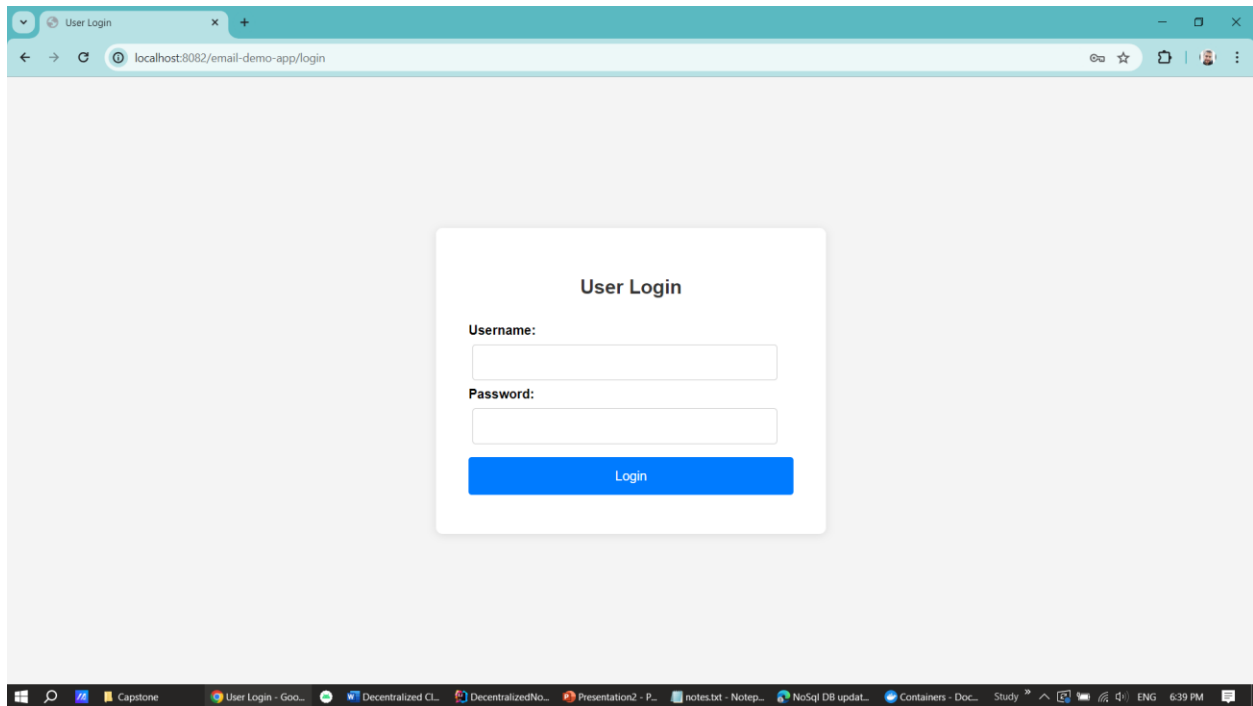 User Login
localhost:8082/email-demo-app/login
User Login
Username:
Password:
Login
Capstone User Login - Goo... Decentralized Cl... DecentralizedNo... Presentation2 - P... notes.txt - Notep... NoSql DB updat... Containers - Doc... Study » ENG 6:39 PM